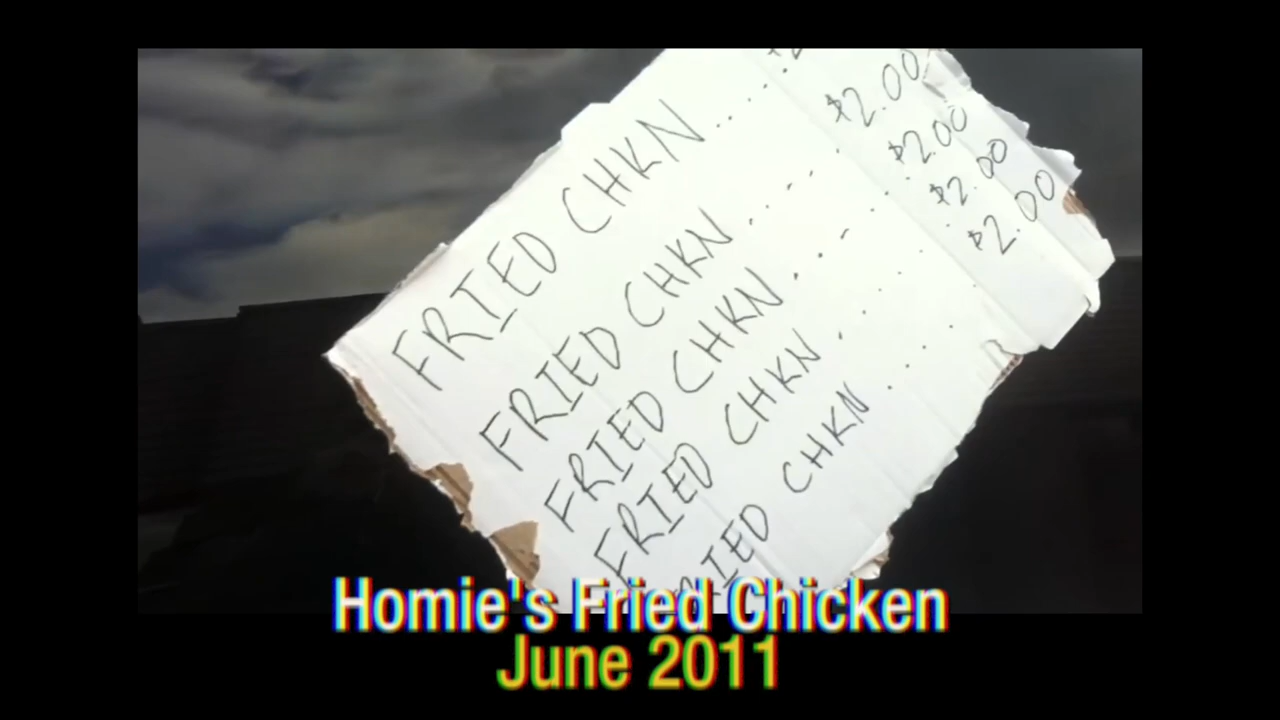 FRIED CHKN......
FRIED CHKN........ $2.00
FRIED CHKN........ $2.00
FRIED CHKN........ $2.00
FRIED CHKN........ $2.00
Homie's Fried Chicken
June 2011